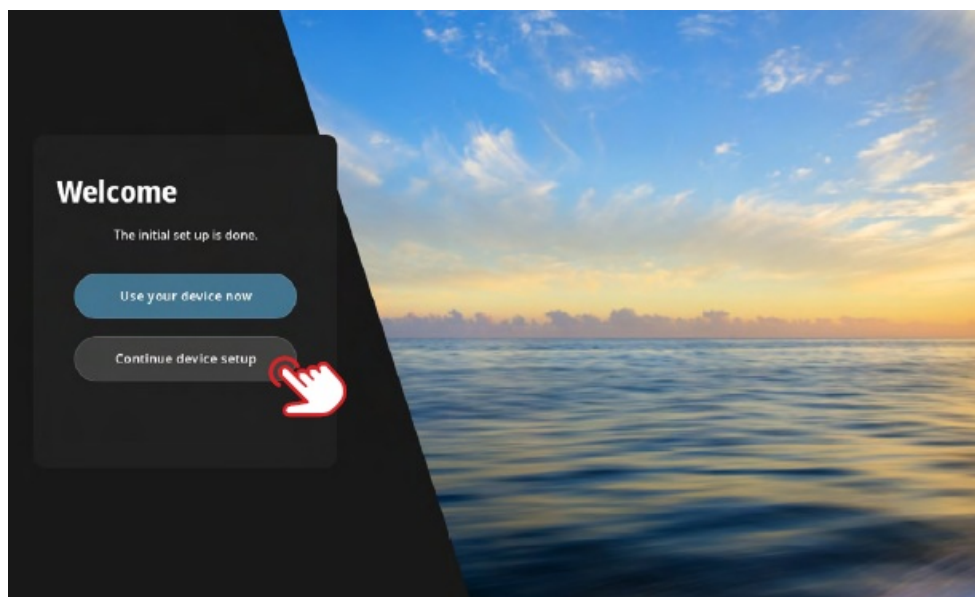 Welcome
The initial set up is done.
Use your device now
Continue device setup